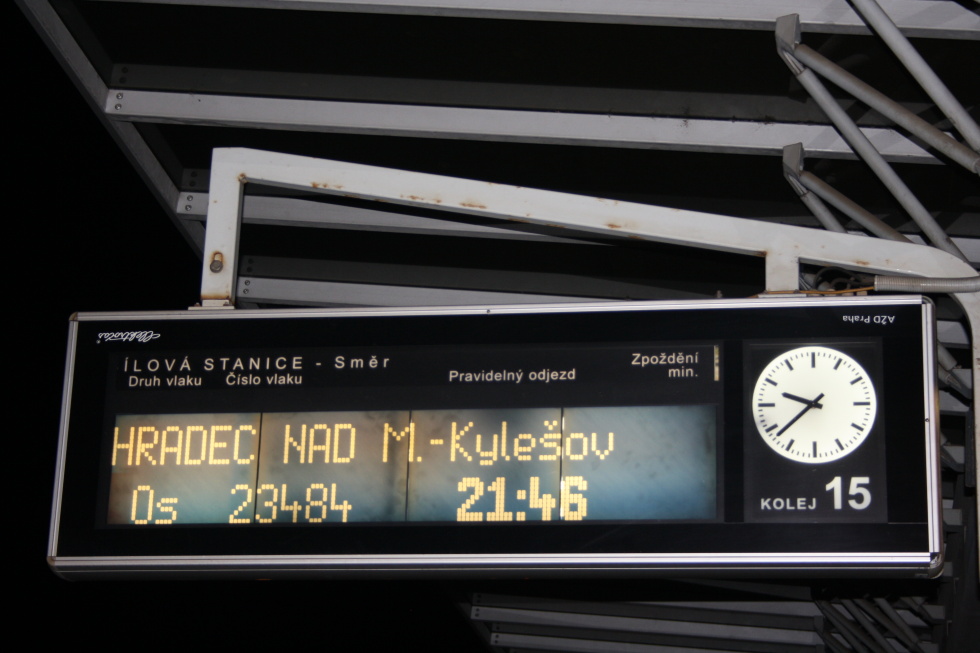 Elektročas
AŽD Praha
ÍLOVÁ STANICE - Směr
Druh vlaku Číslo vlaku Pravidelný odjezd Zpoždění
min.
HRADEC NAD M.-Kylešov
Os 23484 21:46
KOLEJ 15